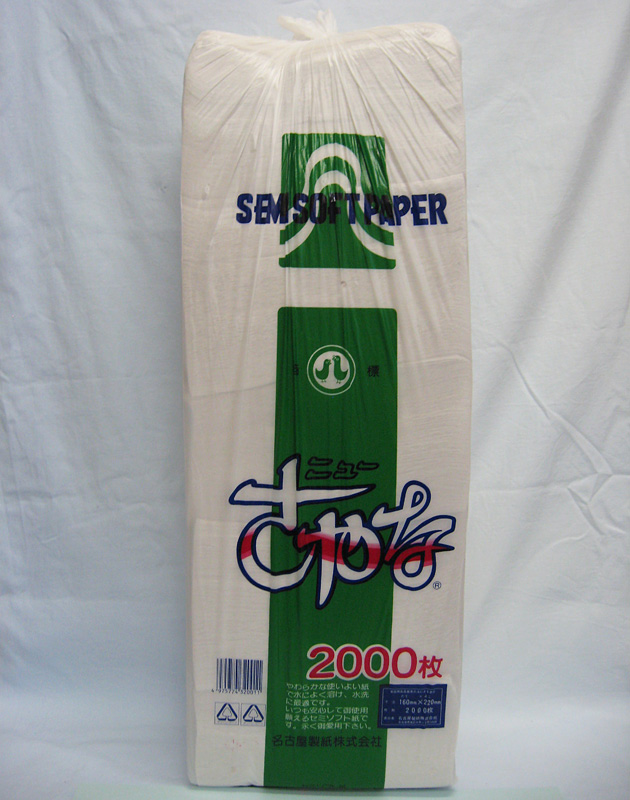 SEMI SOFT PAPER
ニュー
さやな
®
2000枚
やわらかな使いよい紙
で水によく溶け、水洗
に最適です。
いつも安心して御使用
願えるセミソフト紙で
す。永く御愛用下さい。
160mm×220mm
2000枚
名古屋製紙株式会社